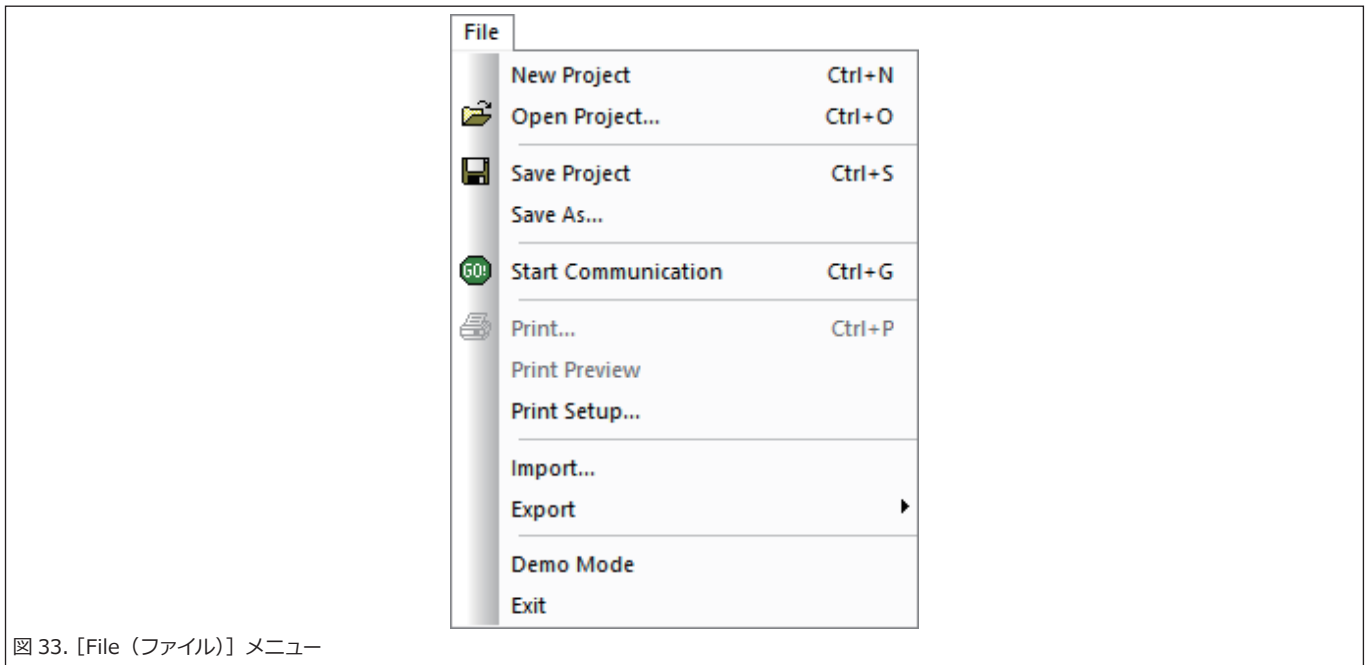 File
New Project Ctrl+N
Open Project... Ctrl+O
Save Project Ctrl+S
Save As...
GO!
Start Communication Ctrl+G
Print... Ctrl+P
Print Preview
Print Setup...
Import...
Export
Demo Mode
Exit
図 33. [File（ファイル）] メニュー